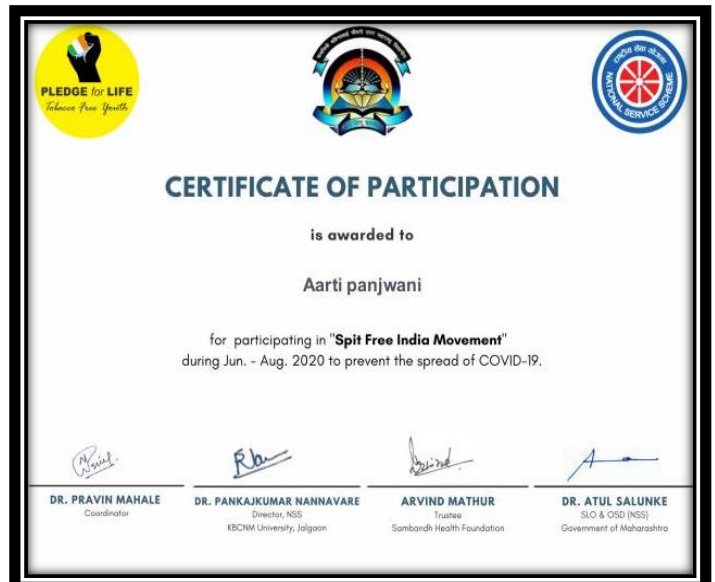 PLEDGE for LIFE
Tobacco Free Youth
राष्ट्रीय सेवा योजना
NATIONAL SERVICE SCHEME
CERTIFICATE OF PARTICIPATION
is awarded to
Aarti panjwani
for participating in "Spit Free India Movement"
during Jun. - Aug. 2020 to prevent the spread of COVID-19.
DR. PRAVIN MAHALE
Coordinator
DR. PANKAJKUMAR NANNAVARE
Director, NSS
KBCNM University, Jalgaon
ARVIND MATHUR
Trustee
Sambandh Health Foundation
DR. ATUL SALUNKE
SLO & OSD (NSS)
Government of Maharashtra